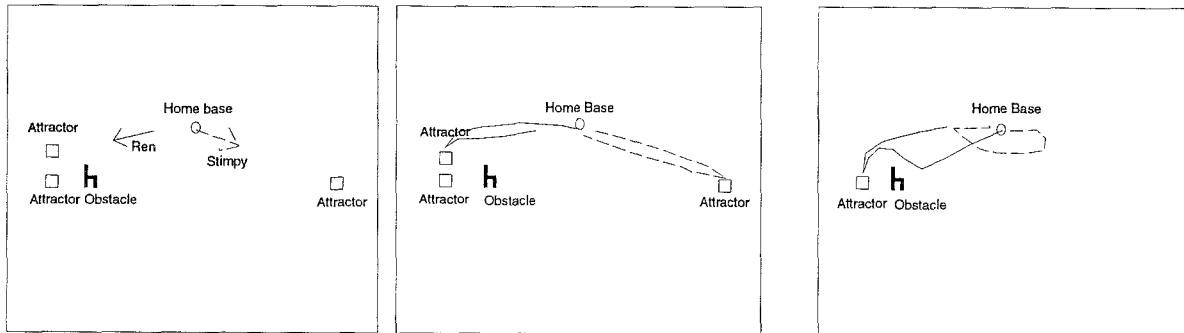 Home base
Attractor
Ren
Stimpy
Attractor Obstacle
Attractor
Home Base
Attractor
Attractor
Obstacle
Attractor
Home Base
Attractor Obstacle